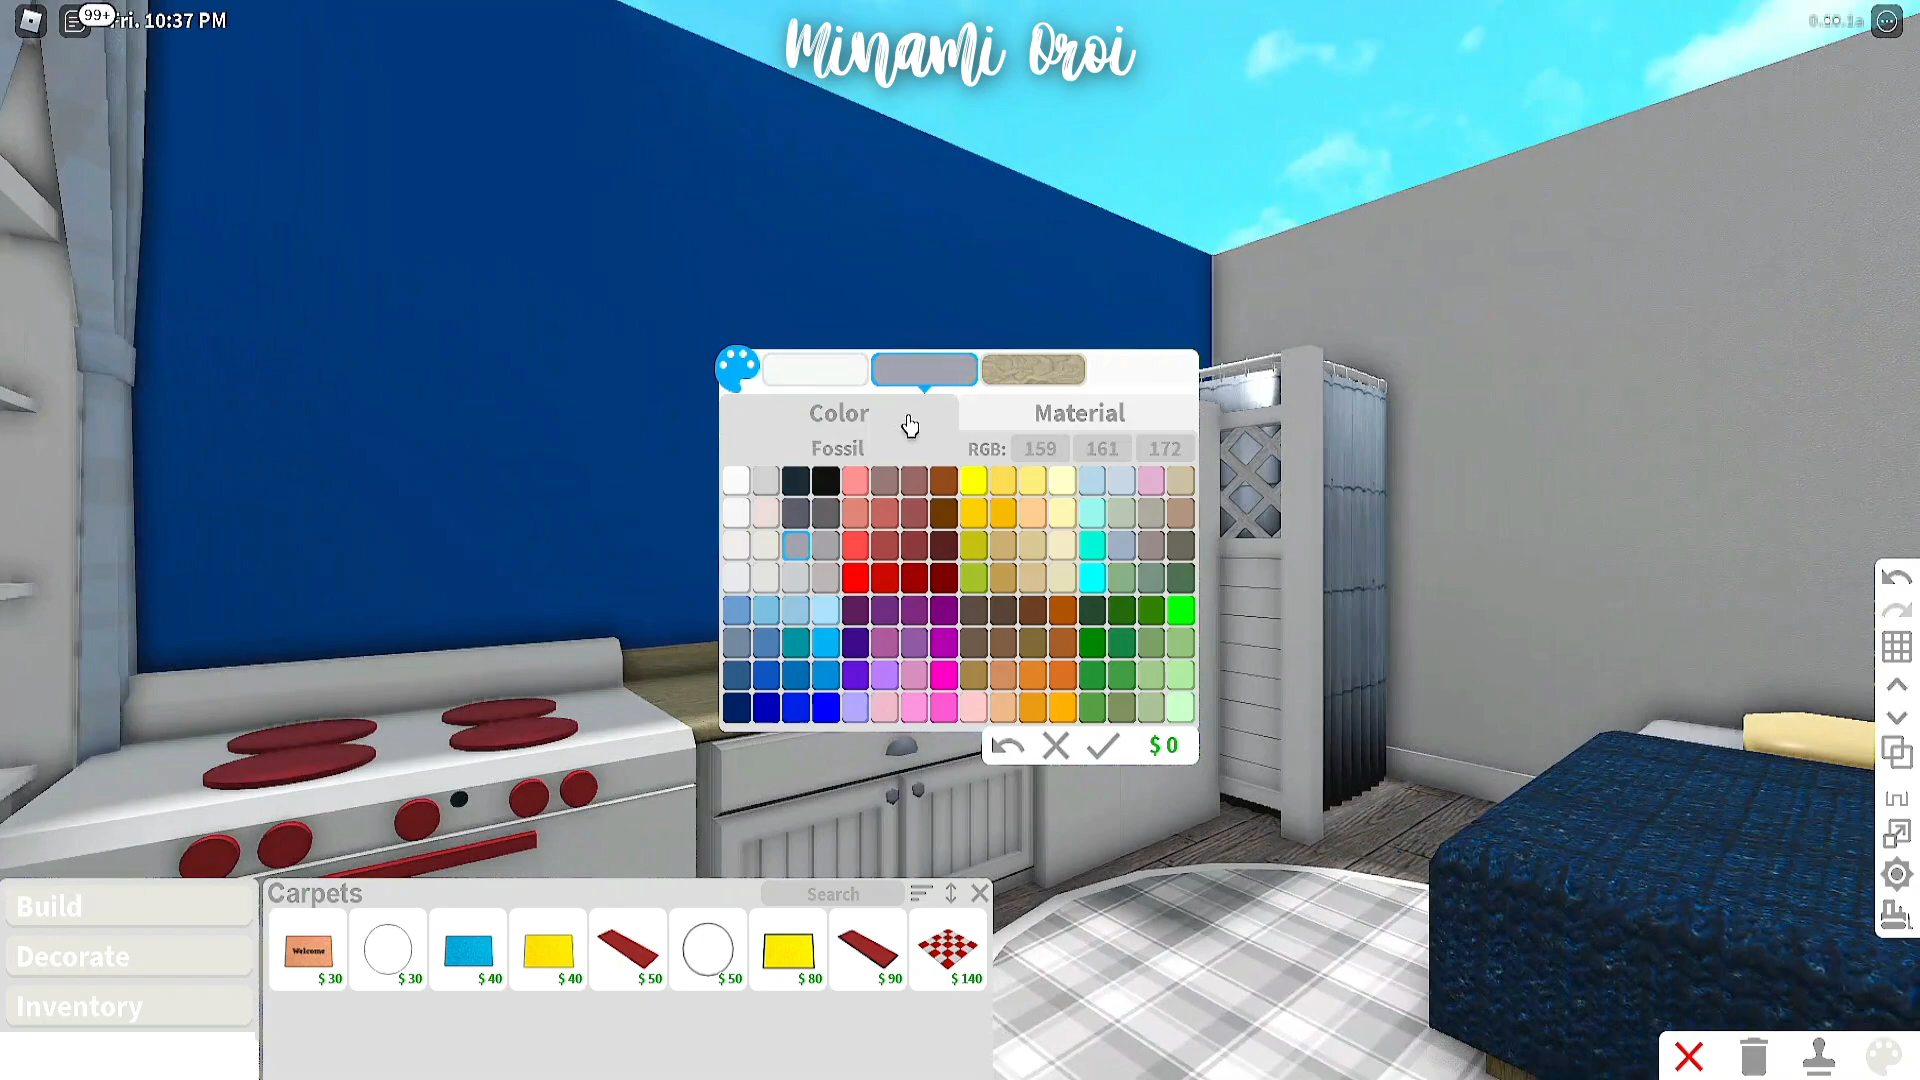 99+
Fri. 10:37 PM
Minami Oroi
Color
Material
Fossil
RGB: 159 161 172
$ 0
Build
Decorate
Inventory
Carpets
Search
Welcome
$ 30
$ 30
$ 40
$ 40
$ 50
$ 50
$ 80
$ 90
$ 140